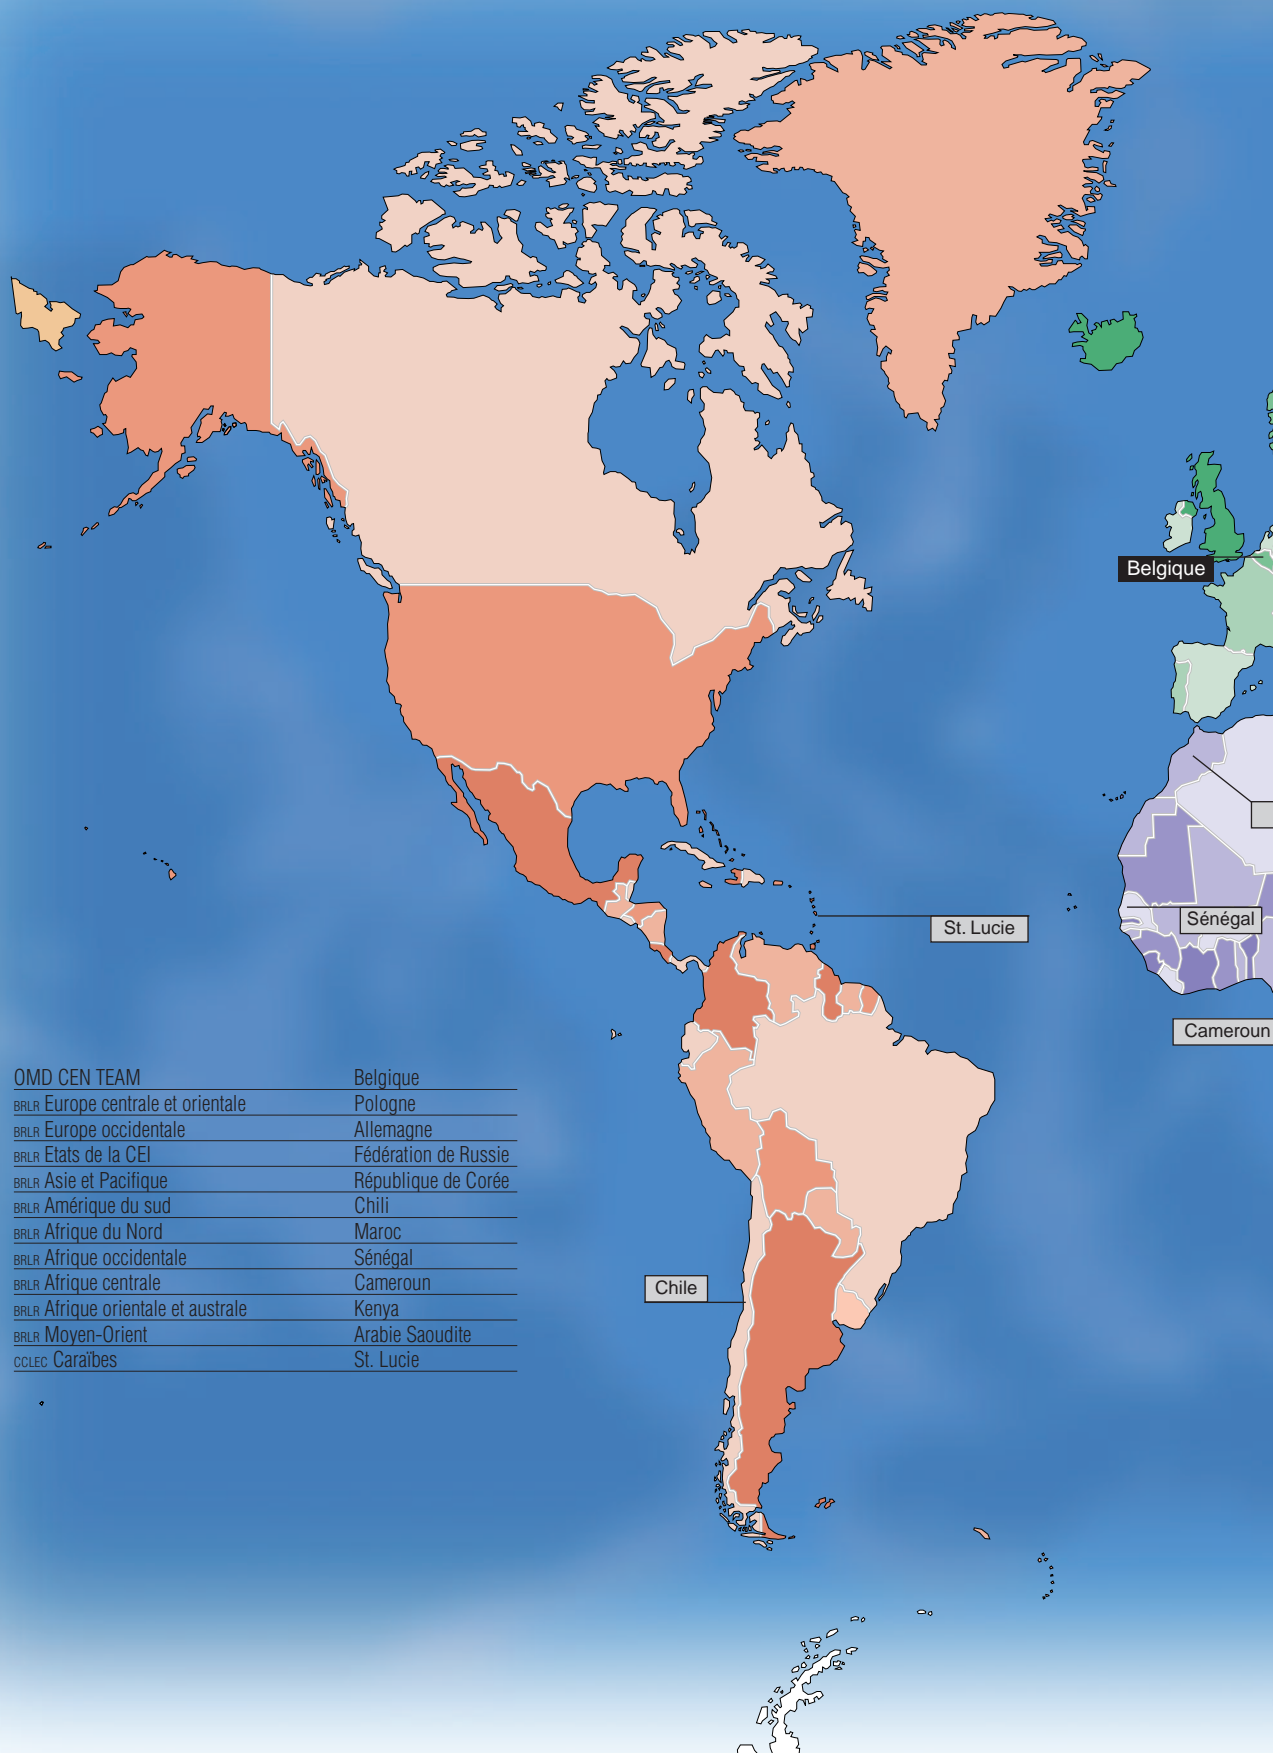 Belgique
Sénégal
St. Lucie
Cameroun
OMD CEN TEAM Belgique
BRLR Europe centrale et orientale Pologne
BRLR Europe occidentale Allemagne
BRLR Etats de la CEI Fédération de Russie
BRLR Asie et Pacifique République de Corée
BRLR Amérique du sud Chili
BRLR Afrique du Nord Maroc
BRLR Afrique occidentale Sénégal
BRLR Afrique centrale Cameroun
BRLR Afrique orientale et australe Kenya
BRLR Moyen-Orient Arabie Saoudite
CCLEC Caraïbes St. Lucie
Chile